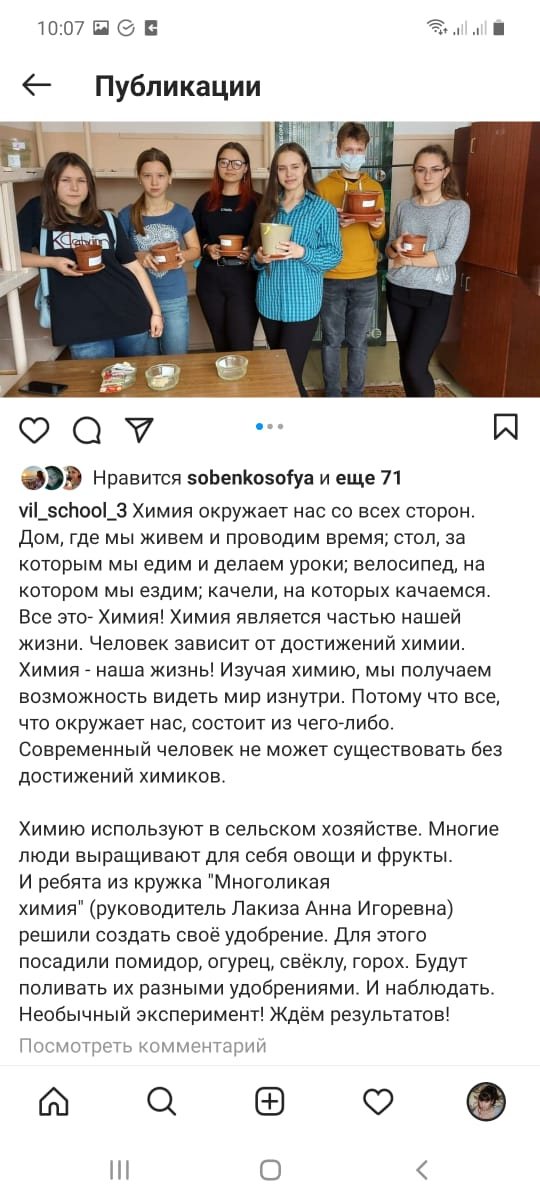 10:07
Публикации
Нравится sobenkosofya и еще 71
vil_school_3 Химия окружает нас со всех сторон.
Дом, где мы живем и проводим время; стол, за
которым мы едим и делаем уроки; велосипед, на
котором мы ездим; качели, на которых качаемся.
Все это- Химия! Химия является частью нашей
жизни. Человек зависит от достижений химии.
Химия - наша жизнь! Изучая химию, мы получаем
возможность видеть мир изнутри. Потому что все,
что окружает нас, состоит из чего-либо.
Современный человек не может существовать без
достижений химиков.
Химию используют в сельском хозяйстве. Многие
люди выращивают для себя овощи и фрукты.
И ребята из кружка "Многоликая
химия" (руководитель Лакиза Анна Игоревна)
решили создать своё удобрение. Для этого
посадили помидор, огурец, свёклу, горох. Будут
поливать их разными удобрениями. И наблюдать.
Необычный эксперимент! Ждём результатов!
Посмотреть комментарий